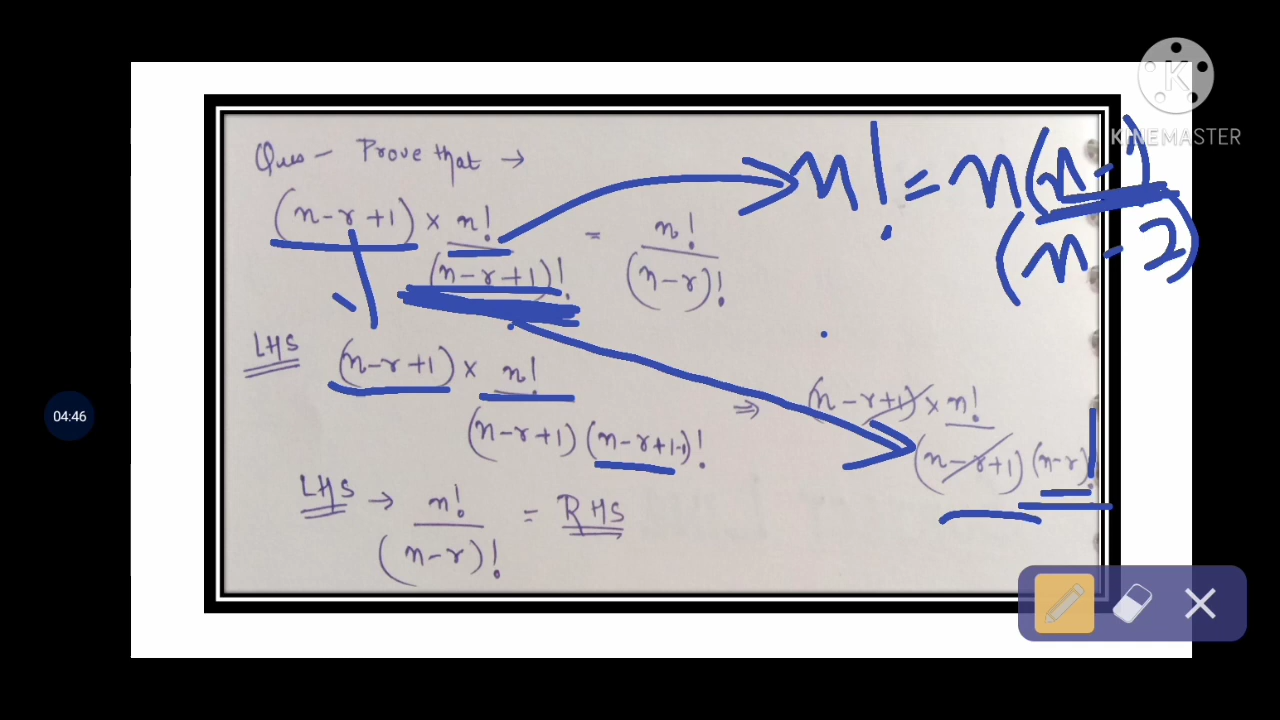 Ques - Prove that →
(n-r+1) × n! / (n-r+1)! = n! / (n-r)!
n! = n(n-1)
(n-2)
LHS (n-r+1) × n! / (n-r+1)(n-r+1-1)!
⇒ (n-r+1) × n! / (n-r+1)(n-r)!
LHS → n! / (n-r)! = RHS
04:46
K
KINEMASTER